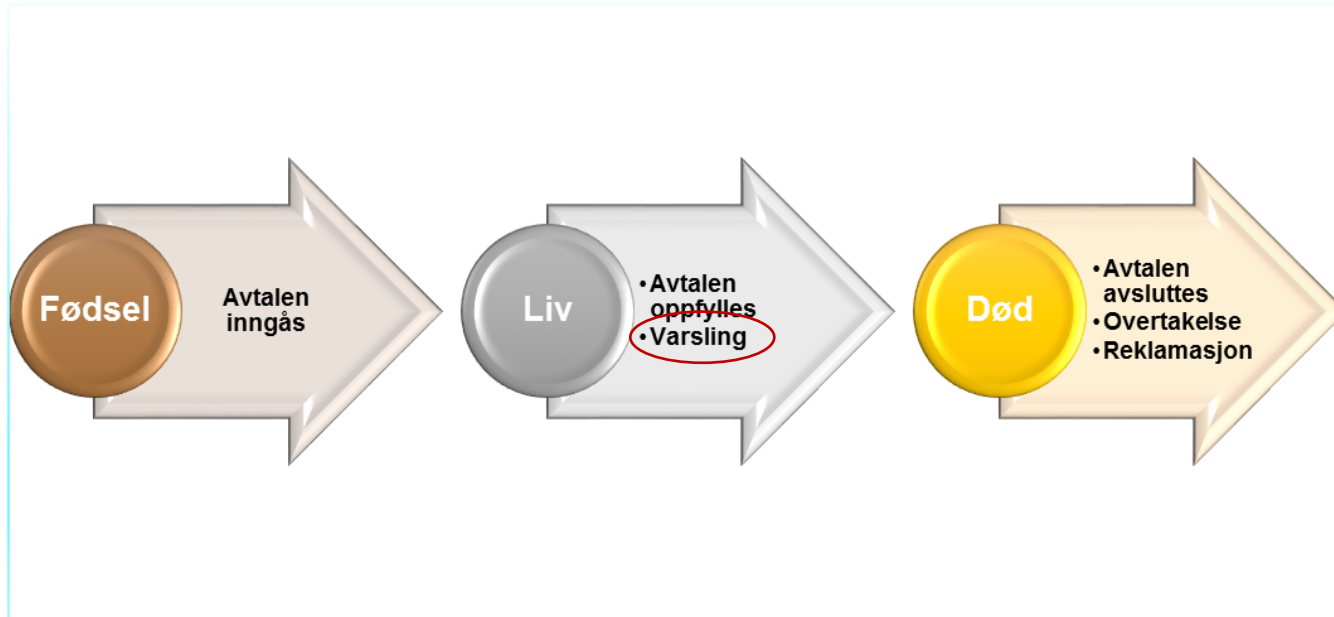 Fødsel
Avtalen
inngås
Liv
•Avtalen
oppfylles
•Varsling
Død
•Avtalen
avsluttes
•Overtakelse
•Reklamasjon